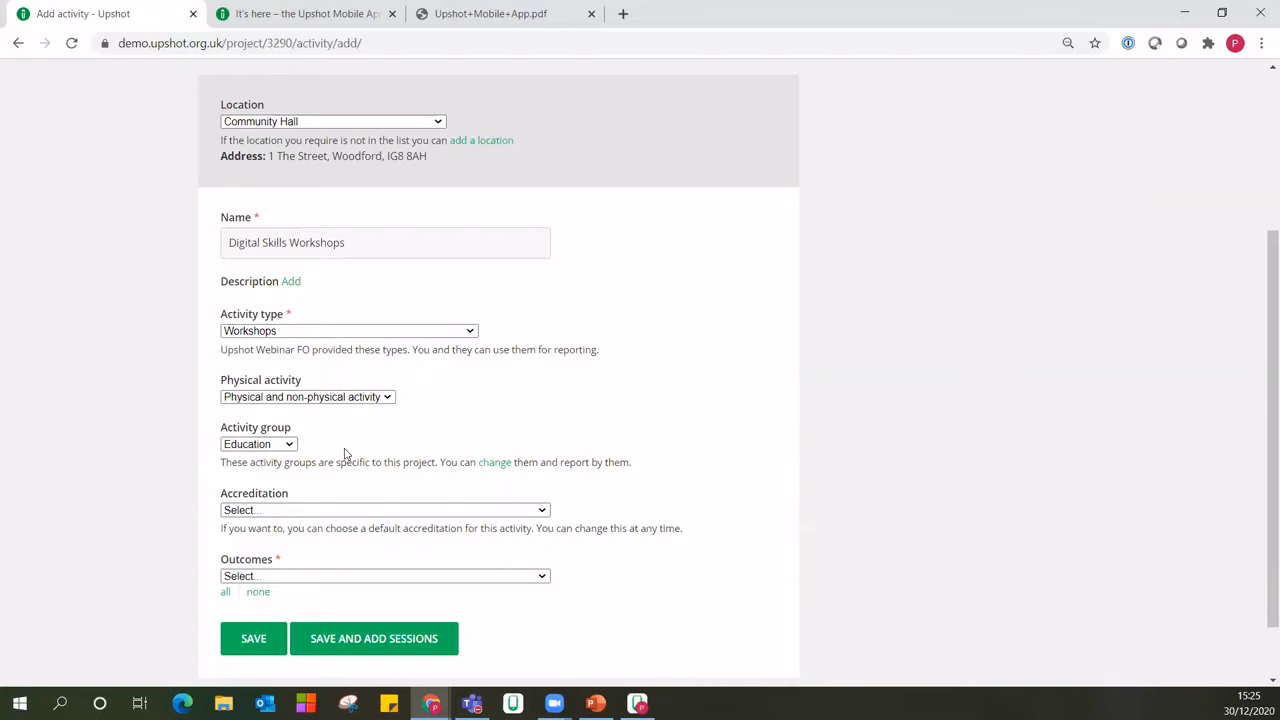 Add activity - Upshot
It's here – the Upshot Mobile Ap
Upshot+Mobile+App.pdf
demo.upshot.org.uk/project/3290/activity/add/
P
Location
Community Hall
If the location you require is not in the list you can add a location
Address: 1 The Street, Woodford, IG8 8AH
Name *
Digital Skills Workshops
Description Add
Activity type *
Workshops
Upshot Webinar FO provided these types. You and they can use them for reporting.
Physical activity
Physical and non-physical activity
Activity group
Education
These activity groups are specific to this project. You can change them and report by them.
Accreditation
Select...
If you want to, you can choose a default accreditation for this activity. You can change this at any time.
Outcomes *
Select...
all | none
SAVE
SAVE AND ADD SESSIONS
15:25
30/12/2020